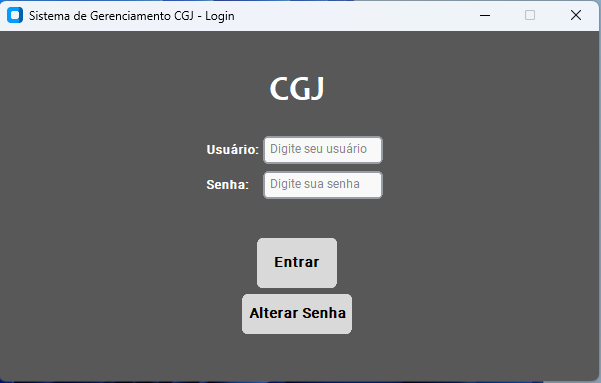 Sistema de Gerenciamento CGJ - Login
CGJ
Usuário: Digite seu usuário
Senha: Digite sua senha
Entrar
Alterar Senha